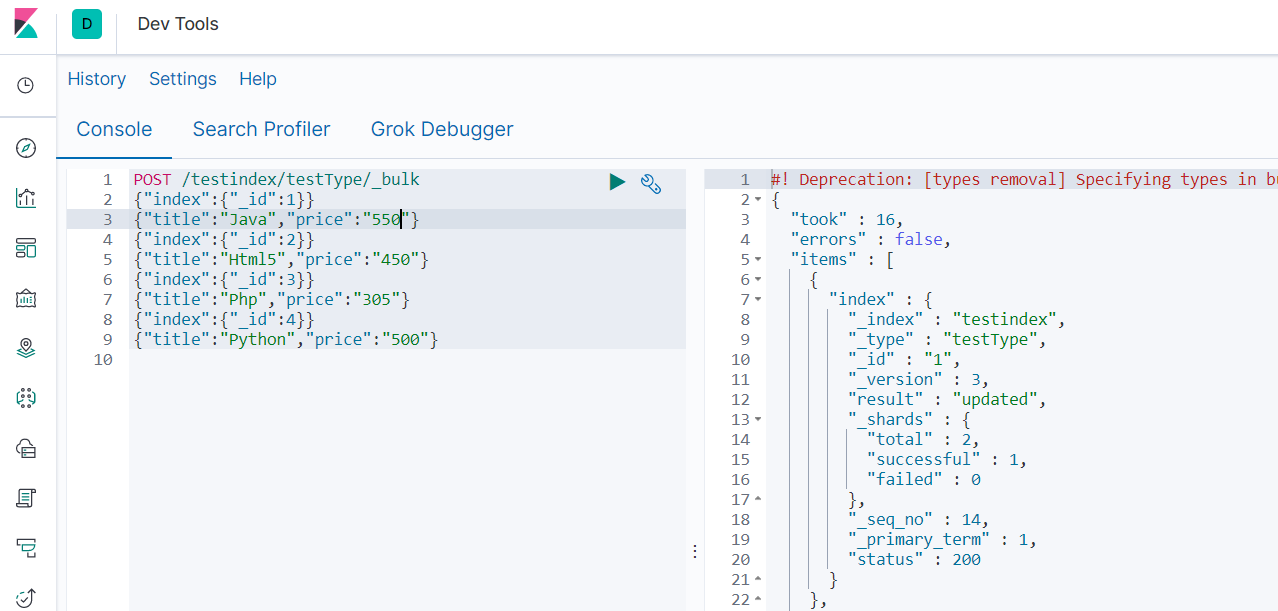 D Dev Tools
History Settings Help
Console Search Profiler Grok Debugger
1 POST /testindex/testType/_bulk
2 {"index":{"_id":1}}
3 {"title":"Java","price":"550"}
4 {"index":{"_id":2}}
5 {"title":"Html5","price":"450"}
6 {"index":{"_id":3}}
7 {"title":"Php","price":"305"}
8 {"index":{"_id":4}}
9 {"title":"Python","price":"500"}
10
1 #! Deprecation: [types removal] Specifying types in
2 {
3 "took" : 16,
4 "errors" : false,
5 "items" : [
6 {
7 "index" : {
8 "_index" : "testindex",
9 "_type" : "testType",
10 "_id" : "1",
11 "_version" : 3,
12 "result" : "updated",
13 "_shards" : {
14 "total" : 2,
15 "successful" : 1,
16 "failed" : 0
17 },
18 "_seq_no" : 14,
19 "_primary_term" : 1,
20 "status" : 200
21 }
22 },